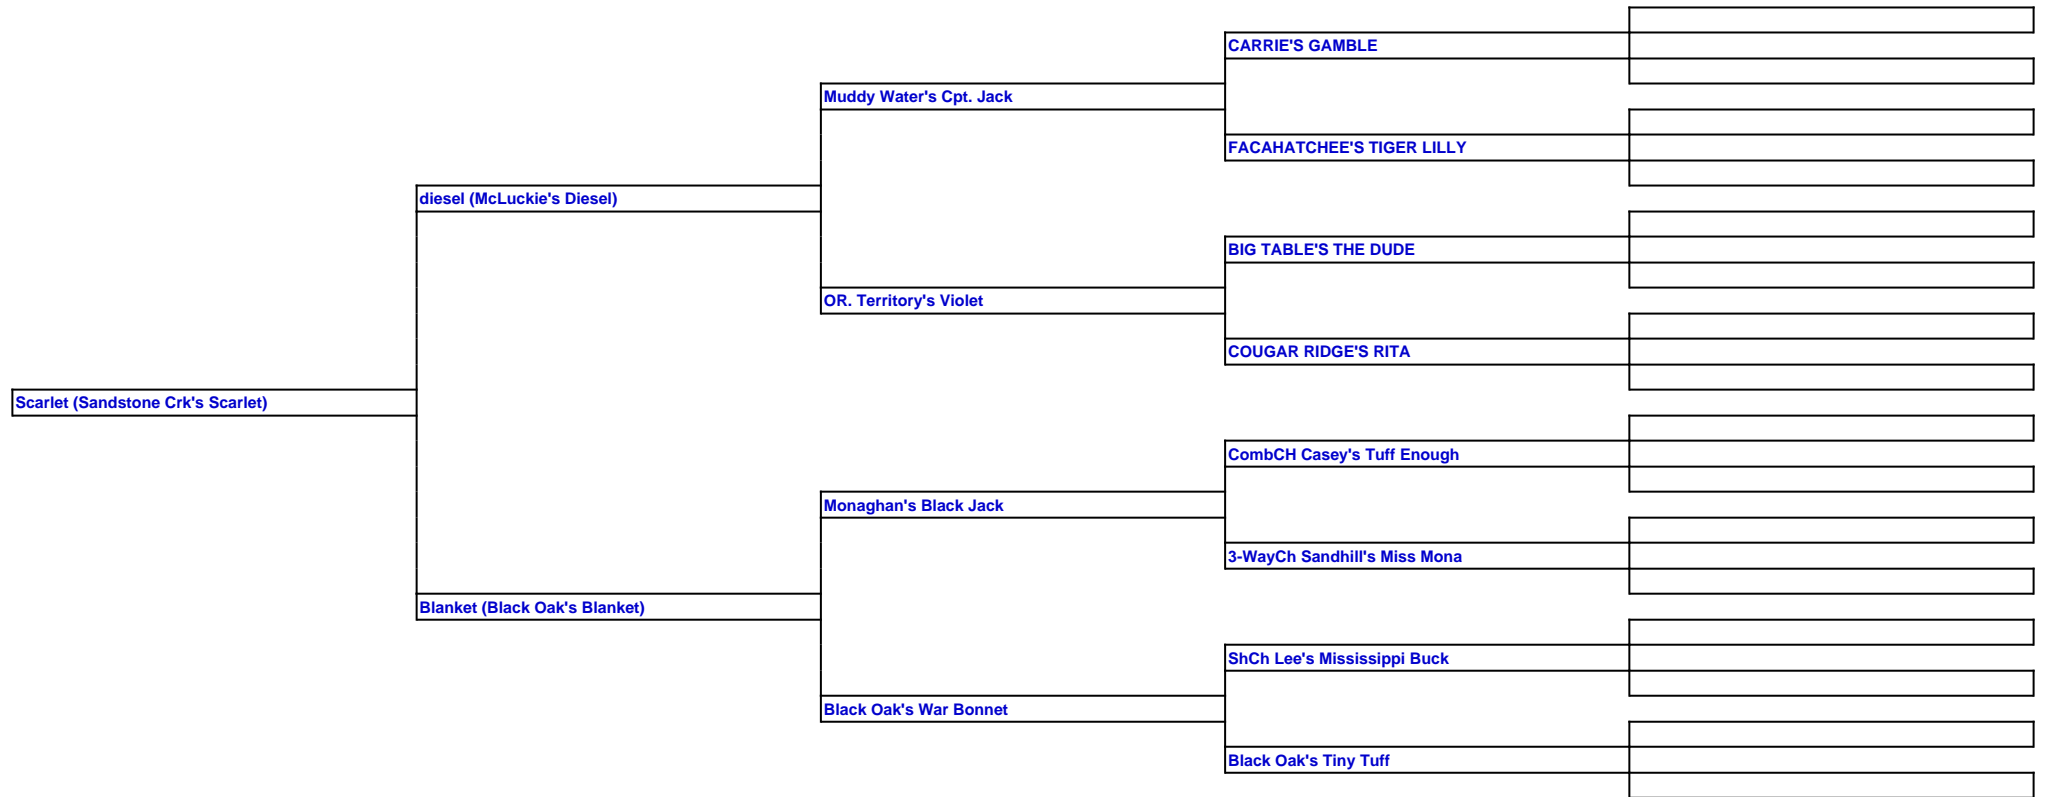 CARRIE'S GAMBLE
Muddy Water's Cpt. Jack
FACAHATCHEE'S TIGER LILLY
diesel (McLuckie's Diesel)
BIG TABLE'S THE DUDE
OR. Territory's Violet
COUGAR RIDGE'S RITA
Scarlet (Sandstone Crk's Scarlet)
CombCH Casey's Tuff Enough
Monaghan's Black Jack
3-WayCh Sandhill's Miss Mona
Blanket (Black Oak's Blanket)
ShCh Lee's Mississippi Buck
Black Oak's War Bonnet
Black Oak's Tiny Tuff